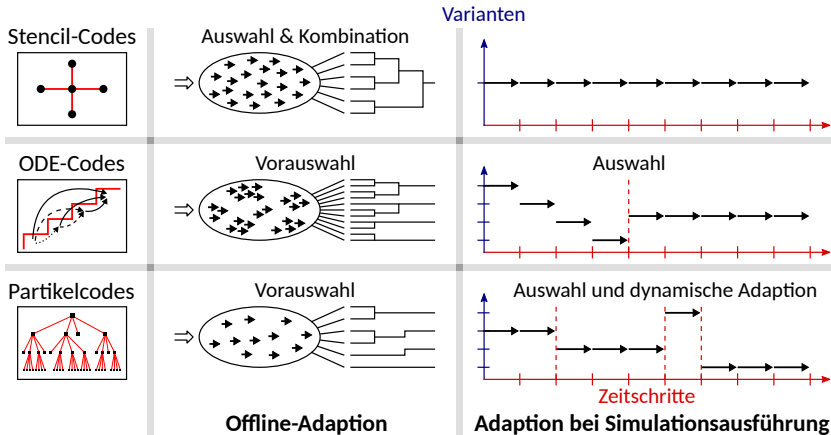 Varianten
Stencil-Codes
Auswahl & Kombination
ODE-Codes
Vorauswahl
Auswahl
Partikelcodes
Vorauswahl
Auswahl und dynamische Adaption
Zeitschritte
Offline-Adaption
Adaption bei Simulationsausführung